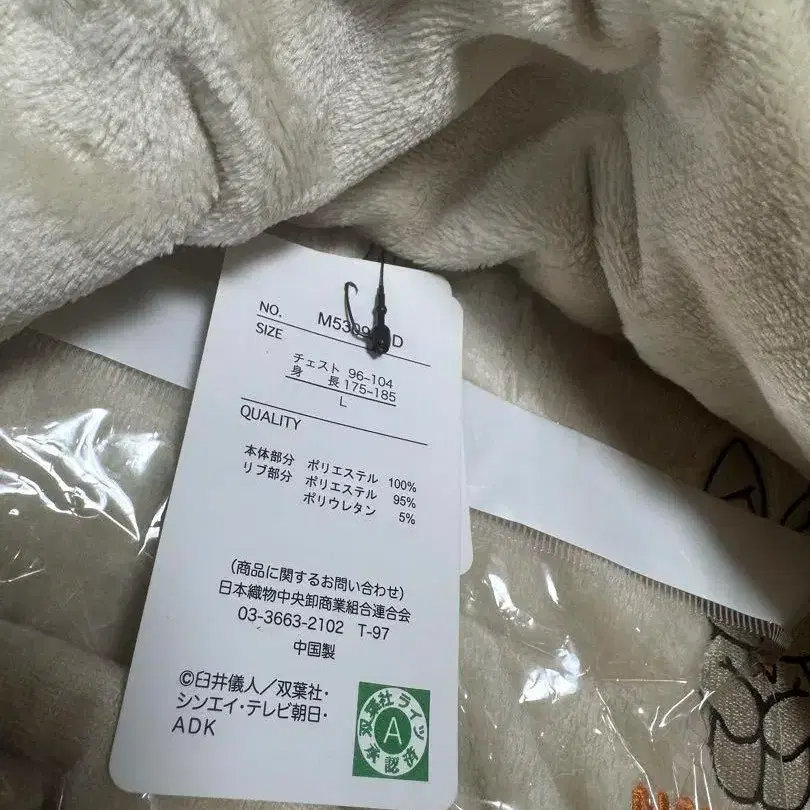 NO.
SIZE
チェスト 96-104
身 長 175-185
L
QUALITY
本体部分 ポリエステル 100%
リブ部分 ポリエステル 95%
ポリウレタン 5%
(商品に関するお問い合わせ)
日本織物中央卸商業組合連合会
03-3663-2102 T-97
中国製
©臼井儀人/双葉社・
シンエイ・テレビ朝日・
ADK
双葉社ライツ
A
承認証